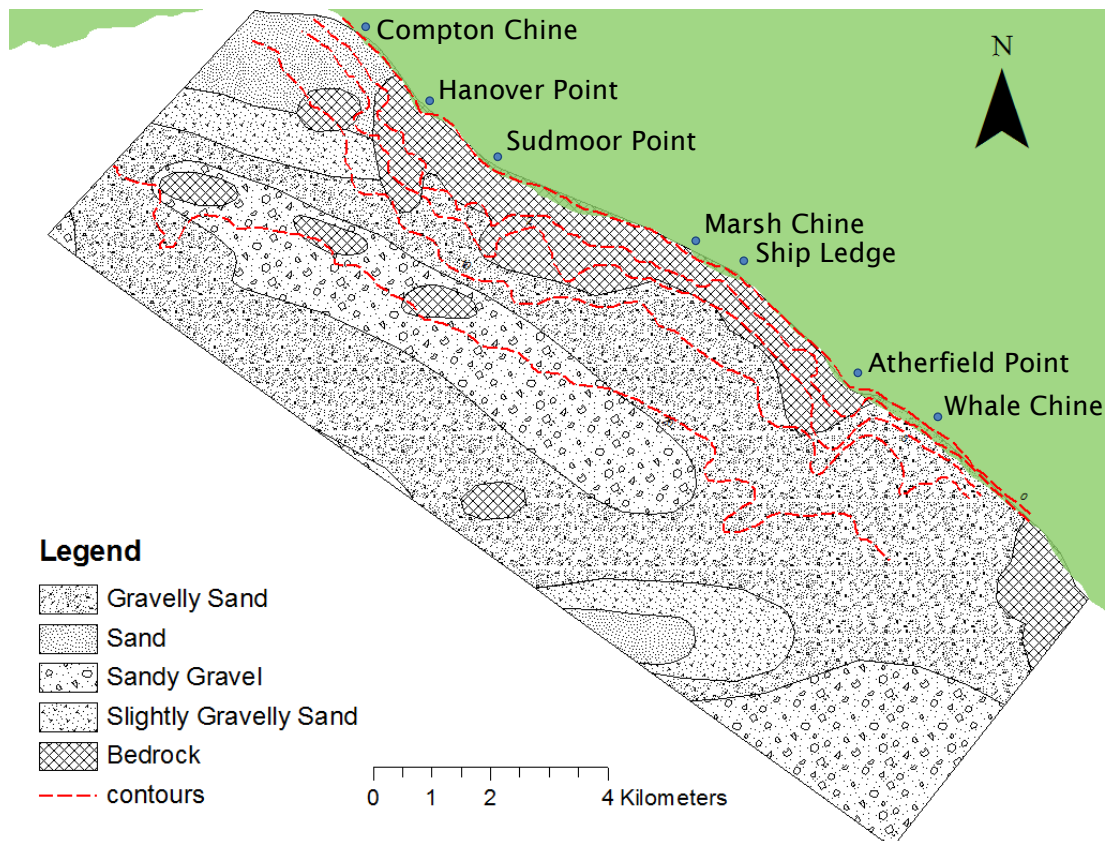 Compton Chine
N
Hanover Point
Sudmoor Point
Marsh Chine
Ship Ledge
Atherfield Point
Whale Chine
Legend
Gravelly Sand
Sand
Sandy Gravel
Slightly Gravelly Sand
Bedrock
contours
0 1 2 4 Kilometers